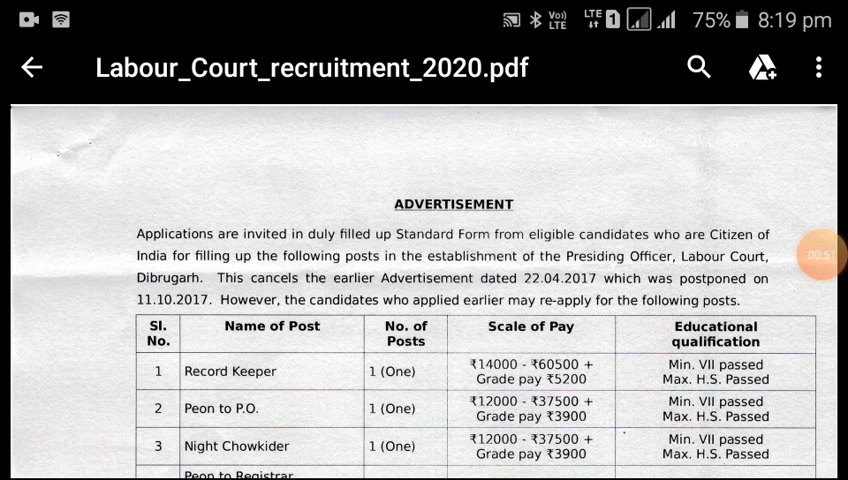 Vo)) LTE LTE 1 75% 8:19 pm
Labour_Court_recruitment_2020.pdf
ADVERTISEMENT
Applications are invited in duly filled up Standard Form from eligible candidates who are Citizen of
India for filling up the following posts in the establishment of the Presiding Officer, Labour Court,
Dibrugarh. This cancels the earlier Advertisement dated 22.04.2017 which was postponed on
11.10.2017. However, the candidates who applied earlier may re-apply for the following posts.
Sl. No. Name of Post No. of Posts Scale of Pay Educational qualification
1 Record Keeper 1 (One) ₹14000 - ₹60500 + Grade pay ₹5200 Min. VII passed Max. H.S. Passed
2 Peon to P.O. 1 (One) ₹12000 - ₹37500 + Grade pay ₹3900 Min. VII passed Max. H.S. Passed
3 Night Chowkider 1 (One) ₹12000 - ₹37500 + Grade pay ₹3900 Min. VII passed Max. H.S. Passed
Peon to Registrar
00:51